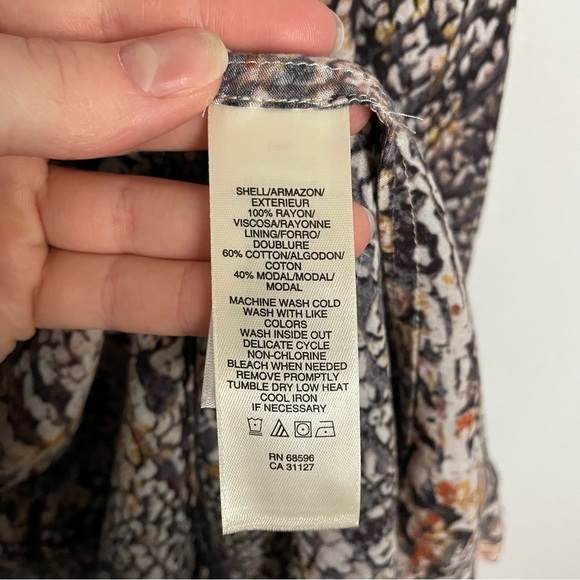 SHELL/ARMAZON/
EXTERIEUR
100% RAYON/
VISCOSA/RAYONNE
LINING/FORRO/
DOUBLURE
60% COTTON/ALGODON/
COTON
40% MODAL/MODAL/
MODAL
MACHINE WASH COLD
WASH WITH LIKE
COLORS
WASH INSIDE OUT
DELICATE CYCLE
NON-CHLORINE
BLEACH WHEN NEEDED
REMOVE PROMPTLY
TUMBLE DRY LOW HEAT
COOL IRON
IF NECESSARY
RN 68596
CA 31127